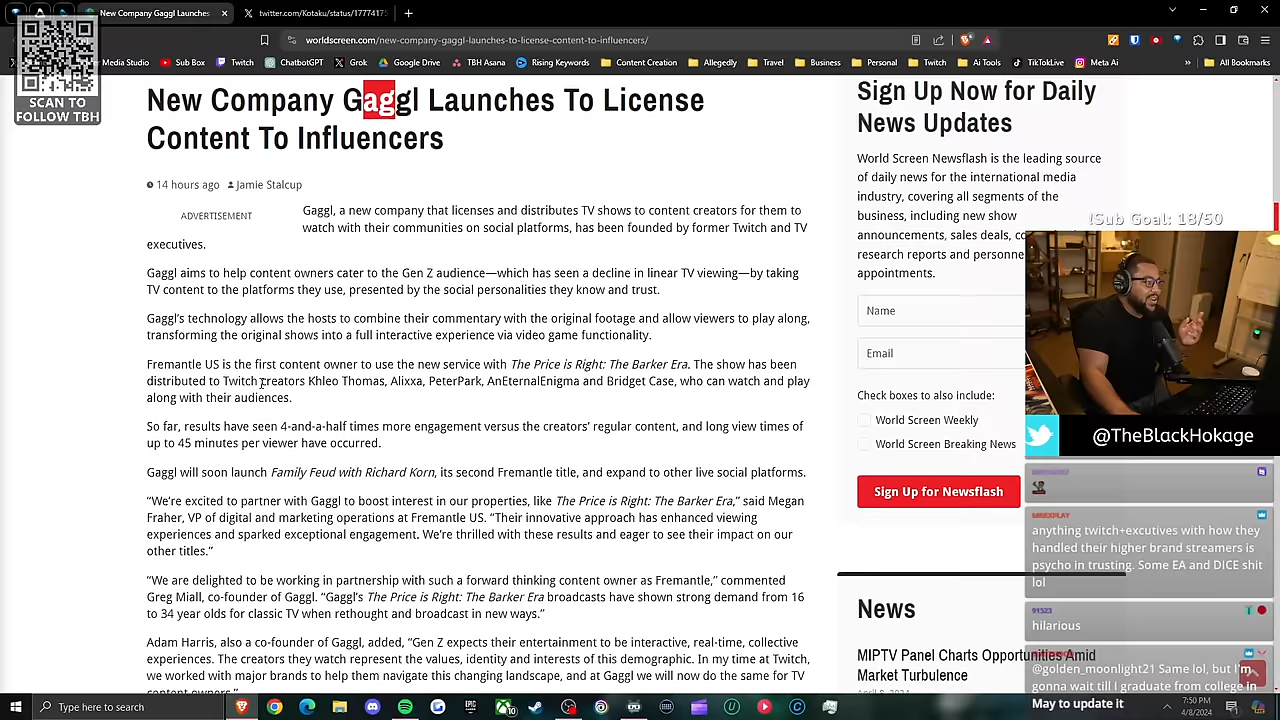 New Company Gaggl Launches
twitter.com/Kotaku/status/17774175
worldscreen.com/new-company-gaggl-launches-to-license-content-to-influencers/
Media Studio
Sub Box
Twitch
ChatGPT
Grok
Google Drive
TBH Asana
Rising Keywords
Content Creation
Allegedly
Travel
Business
Personal
Twitch
Ai Tools
TikTokLive
Meta Ai
All Bookmarks
SCAN TO
FOLLOW TBH
New Company Gaggl Launches To License
Content To Influencers
14 hours ago Jamie Stalcup
ADVERTISEMENT
Gaggl, a new company that licenses and distributes TV shows to content creators for them to
watch with their communities on social platforms, has been founded by former Twitch and TV
executives.
Gaggl aims to help content owners cater to the Gen Z audience—which has seen a decline in linear TV viewing—by taking
TV content to the platforms they use, presented by the social personalities they know and trust.
Gaggl's technology allows the hosts to combine their commentary with the original footage and allow viewers to play along,
transforming the original shows into a full interactive experience via video game functionality.
Fremantle US is the first content owner to use the new service with The Price is Right: The Barker Era. The show has been
distributed to Twitch creators Khleo Thomas, Alixxa, PeterPark, AnEternalEnigma and Bridget Case, who can watch and play
along with their audiences.
So far, results have seen 4-and-a-half times more engagement versus the creators' regular content, and long view times of
up to 45 minutes per viewer have occurred.
Gaggl will soon launch Family Feud with Richard Korn, its second Fremantle title, and expand to other live social platforms.
“We're excited to partner with Gaggl to boost interest in our properties, like The Price is Right: The Barker Era,” said Megan
Fraher, VP of digital and marketing operations at Fremantle US. “Their innovative approach has enhanced viewing
experiences and sparked exceptional engagement. We're thrilled with these results and eager to see their impact on our
other titles.”
“We are delighted to be working in partnership with such a forward thinking content owner as Fremantle,” commented
Greg Miall, co-founder of Gaggl. “Gaggl's The Price is Right: The Barker Era broadcasts have shown strong demand from 16
to 34 year olds for classic TV when rethought and broadcast in new ways.”
Adam Harris, also a co-founder of Gaggl, added, “Gen Z expects their entertainment to be interactive, real-time, collective
experiences. The creators they watch represent the values, identity and interests of this demographic. In my time at Twitch,
we worked with major brands to help them navigate this changing landscape, and at Gaggl we will now do the same for TV
content owners.”
Sign Up Now for Daily
News Updates
World Screen Newsflash is the leading source
of daily news for the international media
industry, covering all segments of the
business, including new show
announcements, sales deals,
research reports and
appointments.
Name
Email
Check boxes to also include:
World Screen Weekly
World Screen Breaking News
Sign Up for Newsflash
News
MIPTV Panel Charts Opportunities Amid
Market Turbulence
April 8, 2024
!Sub Goal: 18/50
@TheBlackHokage
anything twitch+excutives with how they
handled their higher brand streamers is
psycho in trusting. Some EA and DICE shit
lol
91523
hilarious
@golden_moonlight21 Same lol, but I'm
gonna wait till I graduate from college in
May to update it
Type here to search
7:50 PM
4/8/2024